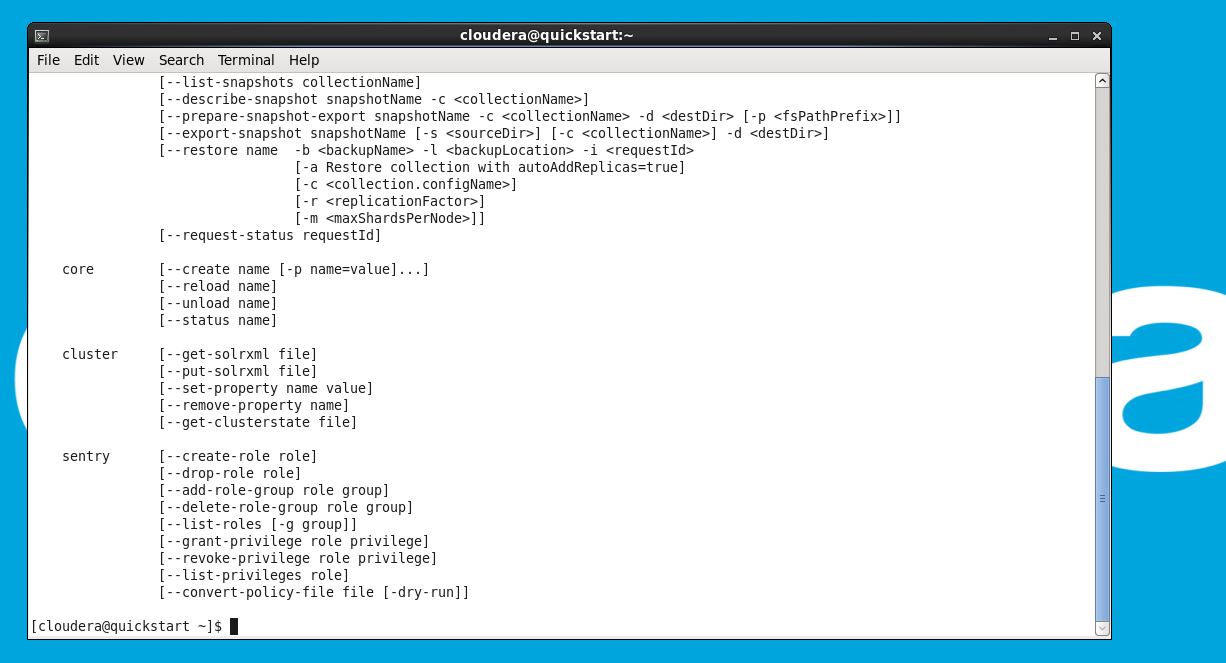 cloudera@quickstart:~
File Edit View Search Terminal Help
[--list-snapshots collectionName]
[--describe-snapshot snapshotName -c <collectionName>]
[--prepare-snapshot-export snapshotName -c <collectionName> -d <destDir> [-p <fsPathPrefix>]]
[--export-snapshot snapshotName [-s <sourceDir>] [-c <collectionName>] -d <destDir>]
[--restore name  -b <backupName> -l <backupLocation> -i <requestId>
[-a Restore collection with autoAddReplicas=true]
[-c <collection.configName>]
[-r <replicationFactor>]
[-m <maxShardsPerNode>]]
[--request-status requestId]
core        [--create name [-p name=value]...]
[--reload name]
[--unload name]
[--status name]
cluster     [--get-solrxml file]
[--put-solrxml file]
[--set-property name value]
[--remove-property name]
[--get-clusterstate file]
sentry      [--create-role role]
[--drop-role role]
[--add-role-group role group]
[--delete-role-group role group]
[--list-roles [-g group]]
[--grant-privilege role privilege]
[--revoke-privilege role privilege]
[--list-privileges role]
[--convert-policy-file file [-dry-run]]
[cloudera@quickstart ~]$
a